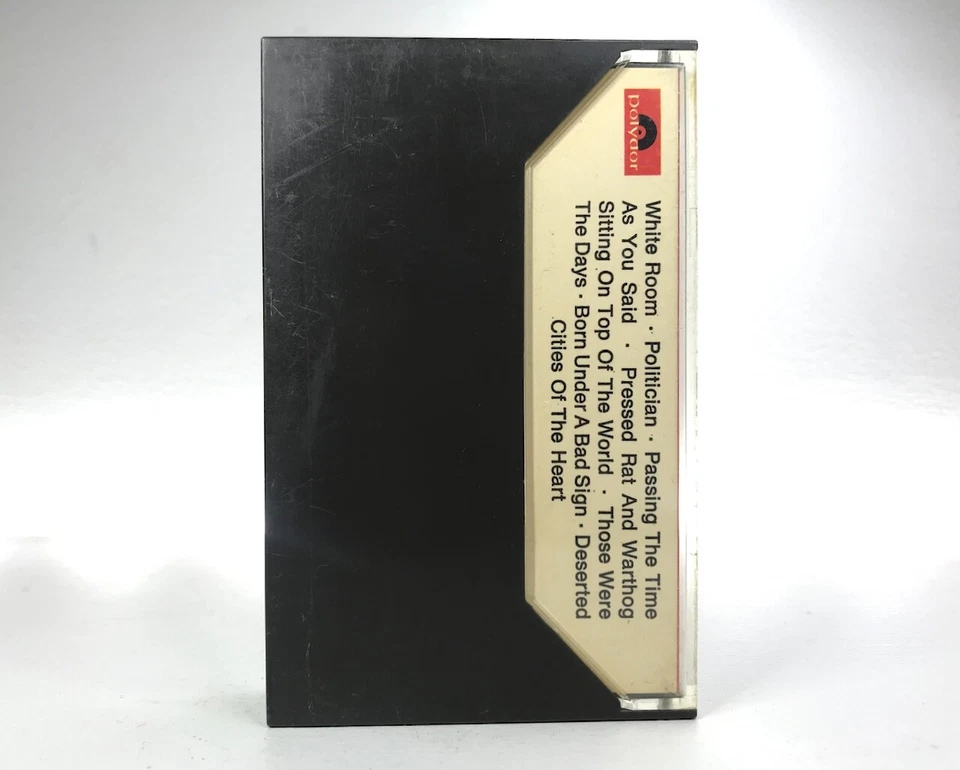 polydor
White Room · Politician · Passing The Time
As You Said · Pressed Rat And Warthog
Sitting On Top Of The World · Those Were
The Days · Born Under A Bad Sign · Deserted
Cities Of The Heart